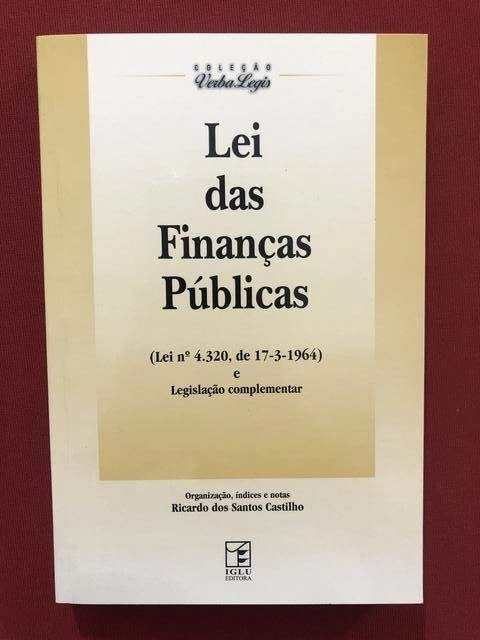 COLEÇÃO
Verba Legis
Lei
das
Finanças
Públicas
(Lei nº 4.320, de 17-3-1964)
e
Legislação complementar
Organização, índices e notas
Ricardo dos Santos Castilho
IGLU
EDITORA